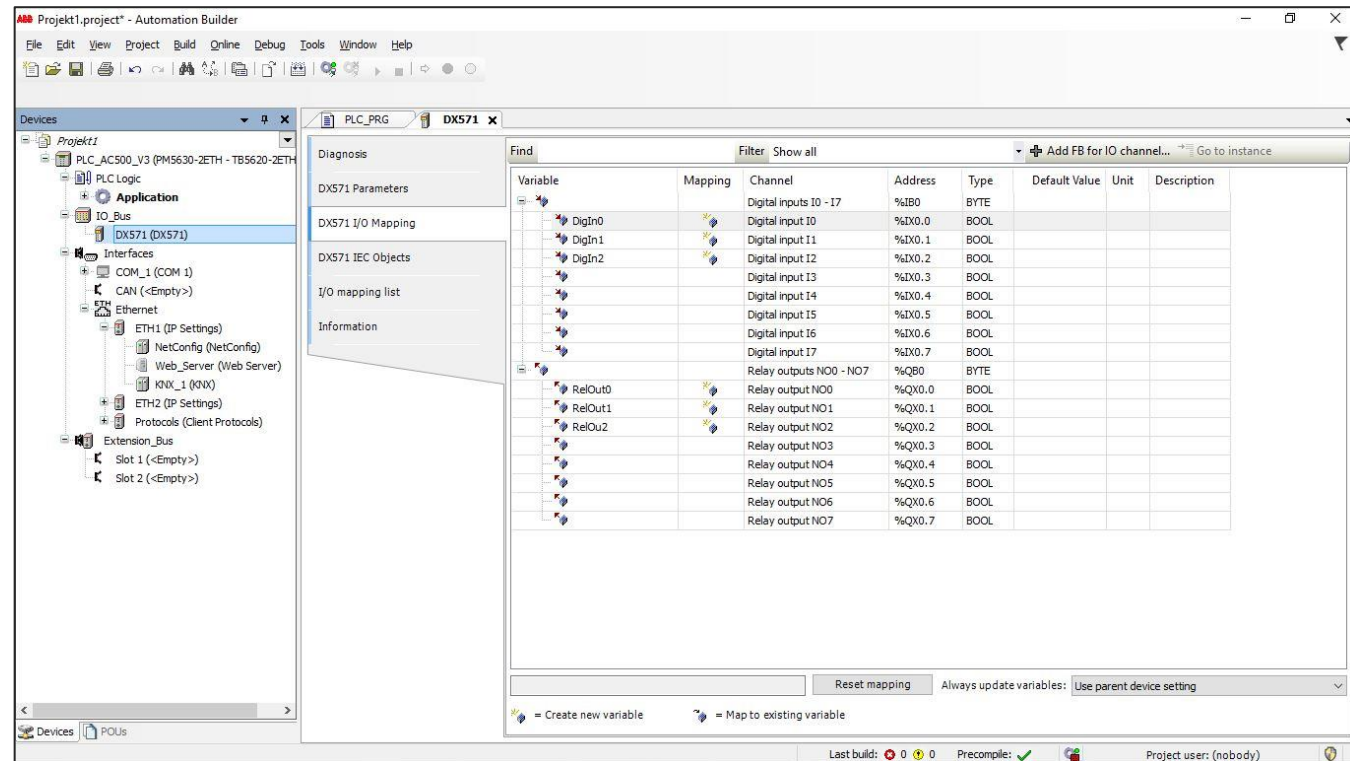 ABB Projekt1.project* - Automation Builder
File Edit View Project Build Online Debug Tools Window Help
Devices
PLC_PRG DX571
Projekt1
PLC_AC500_V3 (PM5630-2ETH - TB5620-2ETH
PLC Logic
Application
IO_Bus
DX571 (DX571)
Interfaces
COM_1 (COM 1)
CAN (<Empty>)
ETH Ethernet
ETH1 (IP Settings)
NetConfig (NetConfig)
Web_Server (Web Server)
KNX_1 (KNX)
ETH2 (IP Settings)
Protocols (Client Protocols)
Extension_Bus
Slot 1 (<Empty>)
Slot 2 (<Empty>)
Devices POUs
Diagnosis
DX571 Parameters
DX571 I/O Mapping
DX571 IEC Objects
I/O mapping list
Information
Find Filter Show all Add FB for IO channel... Go to instance
Variable Mapping Channel Address Type Default Value Unit Description
Digital inputs I0 - I7 %IB0 BYTE
DigIn0 Digital input I0 %IX0.0 BOOL
DigIn1 Digital input I1 %IX0.1 BOOL
DigIn2 Digital input I2 %IX0.2 BOOL
Digital input I3 %IX0.3 BOOL
Digital input I4 %IX0.4 BOOL
Digital input I5 %IX0.5 BOOL
Digital input I6 %IX0.6 BOOL
Digital input I7 %IX0.7 BOOL
Relay outputs NO0 - NO7 %QB0 BYTE
RelOut0 Relay output NO0 %QX0.0 BOOL
RelOut1 Relay output NO1 %QX0.1 BOOL
RelOu2 Relay output NO2 %QX0.2 BOOL
Relay output NO3 %QX0.3 BOOL
Relay output NO4 %QX0.4 BOOL
Relay output NO5 %QX0.5 BOOL
Relay output NO6 %QX0.6 BOOL
Relay output NO7 %QX0.7 BOOL
Reset mapping Always update variables: Use parent device setting
= Create new variable = Map to existing variable
Last build: 0 0 Precompile: Project user: (nobody)